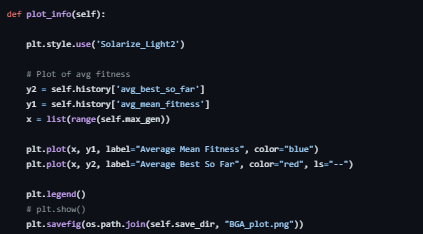 def plot_info(self):
plt.style.use('Solarize_Light2')
# Plot of avg fitness
y2 = self.history['avg_best_so_far']
y1 = self.history['avg_mean_fitness']
x = list(range(self.max_gen))
plt.plot(x, y1, label="Average Mean Fitness", color="blue")
plt.plot(x, y2, label="Average Best So Far", color="red", ls="--")
plt.legend()
# plt.show()
plt.savefig(os.path.join(self.save_dir, "BGA_plot.png"))